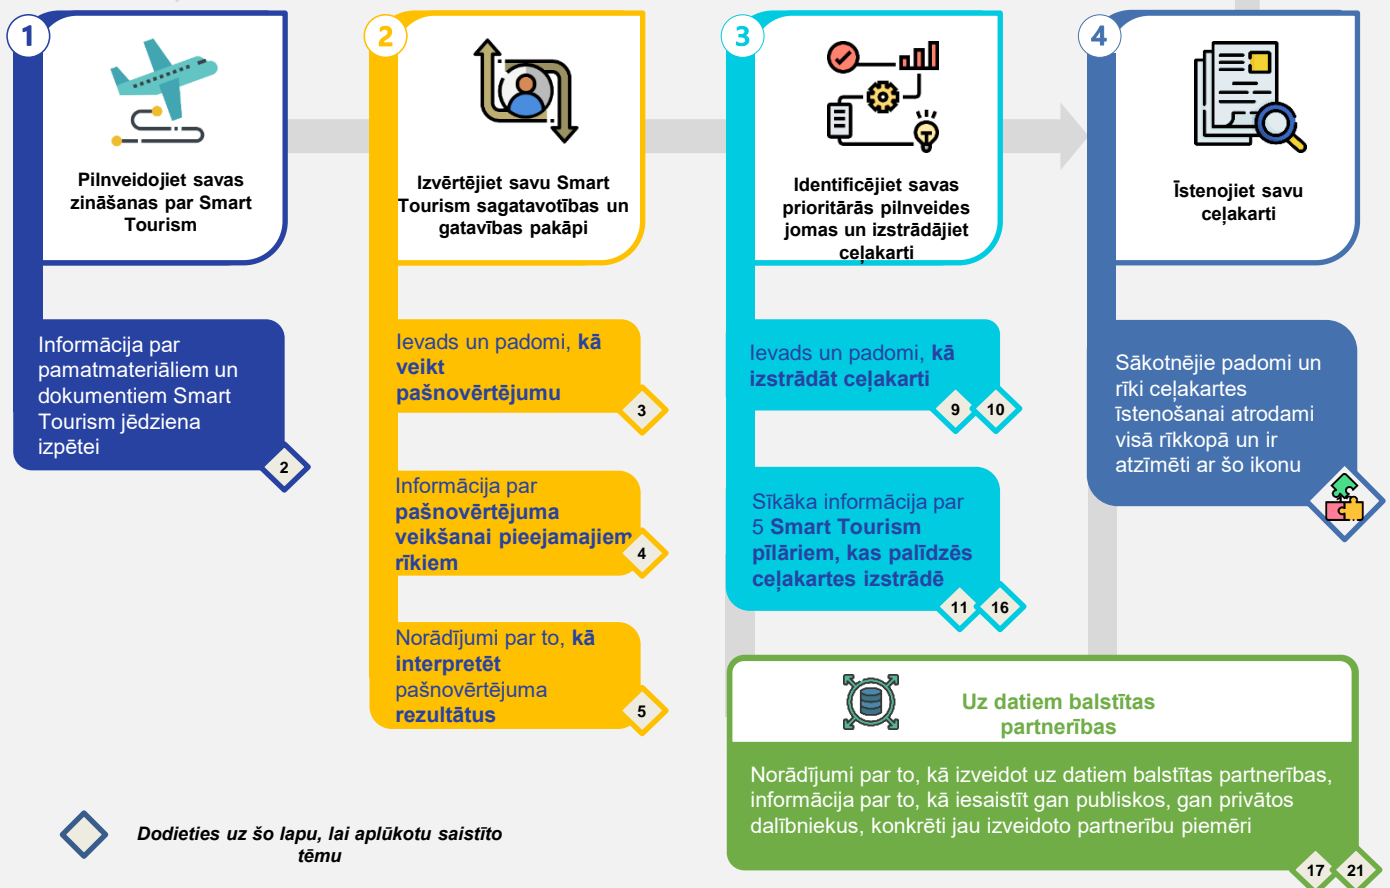 1
Pilnveidojiet savas
zināšanas par Smart
Tourism
Informācija par
pamatmateriāliem un
dokumentiem Smart
Tourism jēdziena
izpētei
2
2
Izvērtējiet savu Smart
Tourism sagatavotības un
gatavības pakāpi
Ievads un padomi, kā
veikt
pašnovērtējumu
3
Informācija par
pašnovērtējuma
veikšanai pieejamajiem
rīkiem
4
Norādījumi par to, kā
interpretēt
pašnovērtējuma
rezultātus
5
3
Identificējiet savas
prioritārās pilnveides
jomas un izstrādājiet
ceļakarti
Ievads un padomi, kā
izstrādāt ceļakarti
9 10
Sīkāka informācija par
5 Smart Tourism
pīlāriem, kas palīdzēs
ceļakartes izstrādē
11 16
4
Īstenojiet savu
ceļakarti
Sākotnējie padomi un
rīki ceļakartes
īstenošanai atrodami
visā rīkkopā un ir
atzīmēti ar šo ikonu
Uz datiem balstītas
partnerības
Norādījumi par to, kā izveidot uz datiem balstītas partnerības,
informācija par to, kā iesaistīt gan publiskos, gan privātos
dalībniekus, konkrēti jau izveidoto partnerību piemēri
17 21
Dodieties uz šo lapu, lai aplūkotu saistīto
tēmu